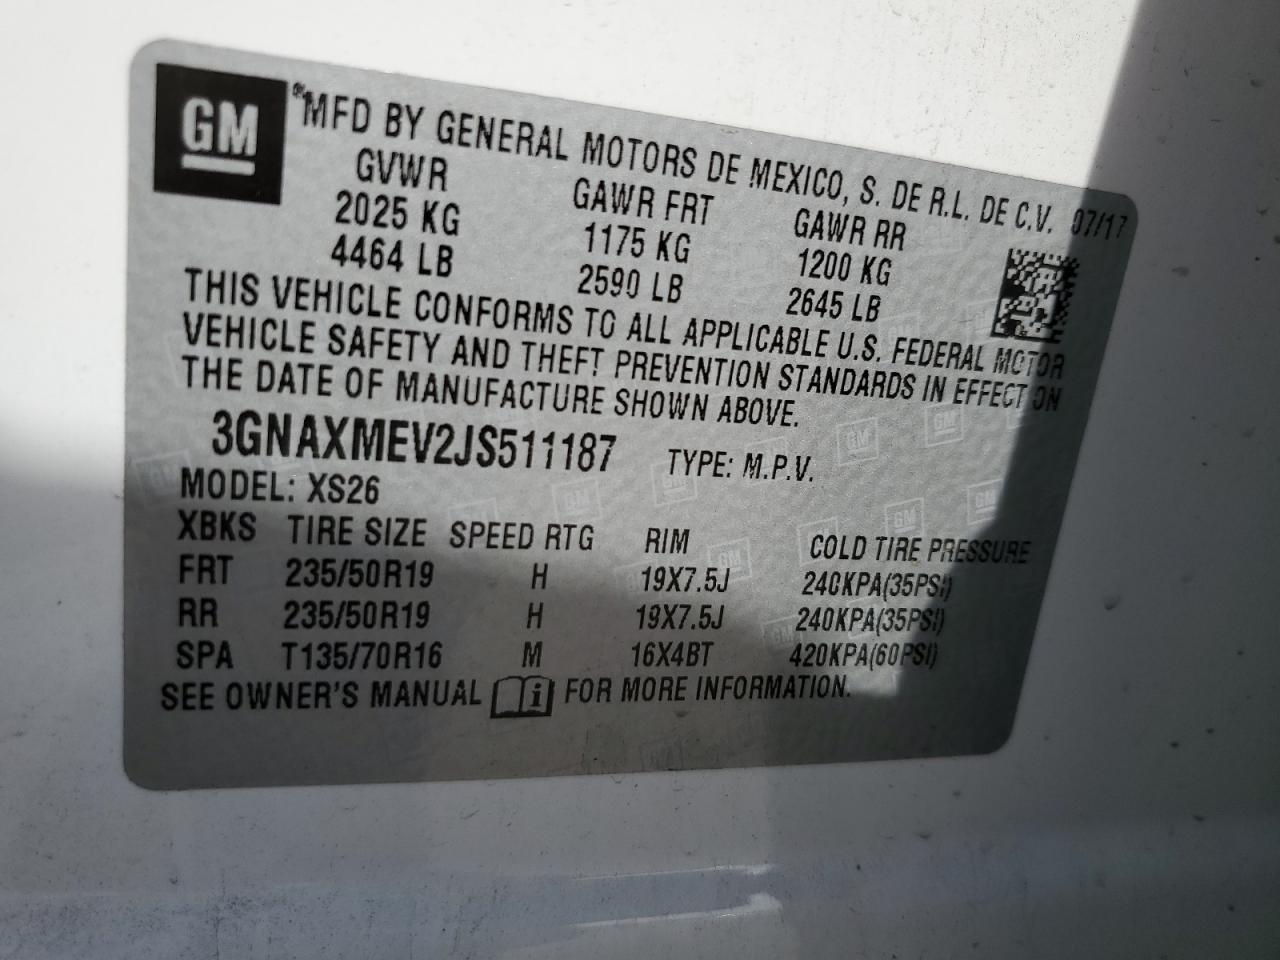 GM
® MFD BY GENERAL MOTORS DE MEXICO, S. DE R.L. DE C.V. 07/17
GVWR GAWR FRT GAWR RR
2025 KG 1175 KG 1200 KG
4464 LB 2590 LB 2645 LB
THIS VEHICLE CONFORMS TO ALL APPLICABLE U.S. FEDERAL MOTOR
VEHICLE SAFETY AND THEFT PREVENTION STANDARDS IN EFFECT ON
THE DATE OF MANUFACTURE SHOWN ABOVE.
3GNAXMEV2JS511187 TYPE: M.P.V.
MODEL: XS26
XBKS TIRE SIZE SPEED RTG RIM COLD TIRE PRESSURE
FRT 235/50R19 H 19X7.5J 240KPA(35PSI)
RR 235/50R19 H 19X7.5J 240KPA(35PSI)
SPA T135/70R16 M 16X4BT 420KPA(60PSI)
SEE OWNER'S MANUAL i FOR MORE INFORMATION.